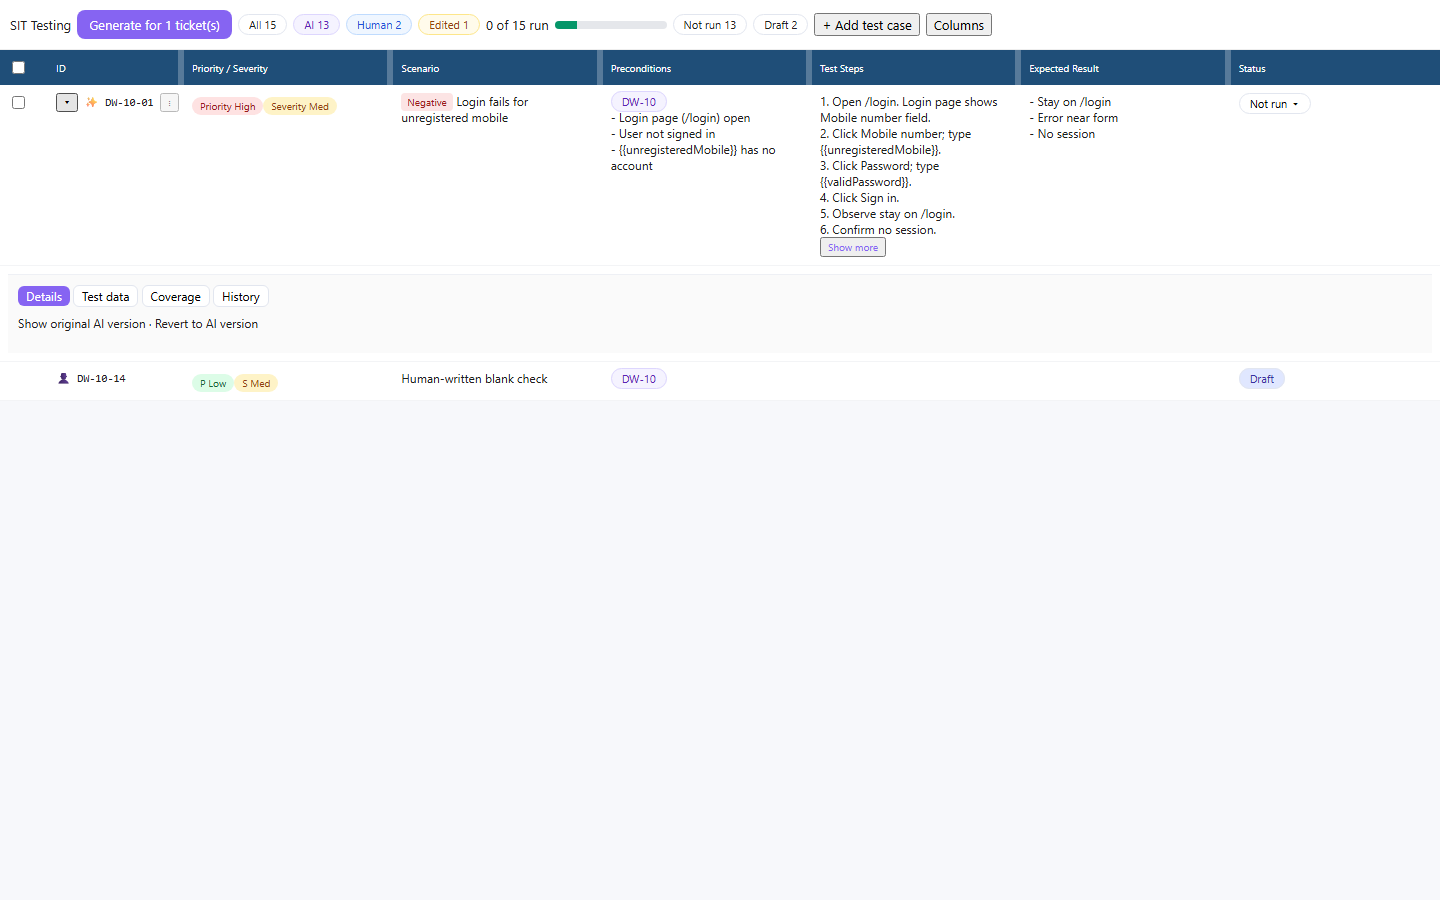 SIT Testing Generate for 1 ticket(s) All 15 AI 13 Human 2 Edited 1 0 of 15 run Not run 13 Draft 2 + Add test case Columns
ID Priority / Severity Scenario Preconditions Test Steps Expected Result Status
DW-10-01
Priority High Severity Med
Negative Login fails for
unregistered mobile
DW-10
- Login page (/login) open
- User not signed in
- {{unregisteredMobile}} has no
account
1. Open /login. Login page shows
Mobile number field.
2. Click Mobile number; type
{{unregisteredMobile}}.
3. Click Password; type
{{validPassword}}.
4. Click Sign in.
5. Observe stay on /login.
6. Confirm no session.
Show more
- Stay on /login
- Error near form
- No session
Not run
Details Test data Coverage History
Show original AI version · Revert to AI version
DW-10-14 P Low S Med Human-written blank check DW-10 Draft